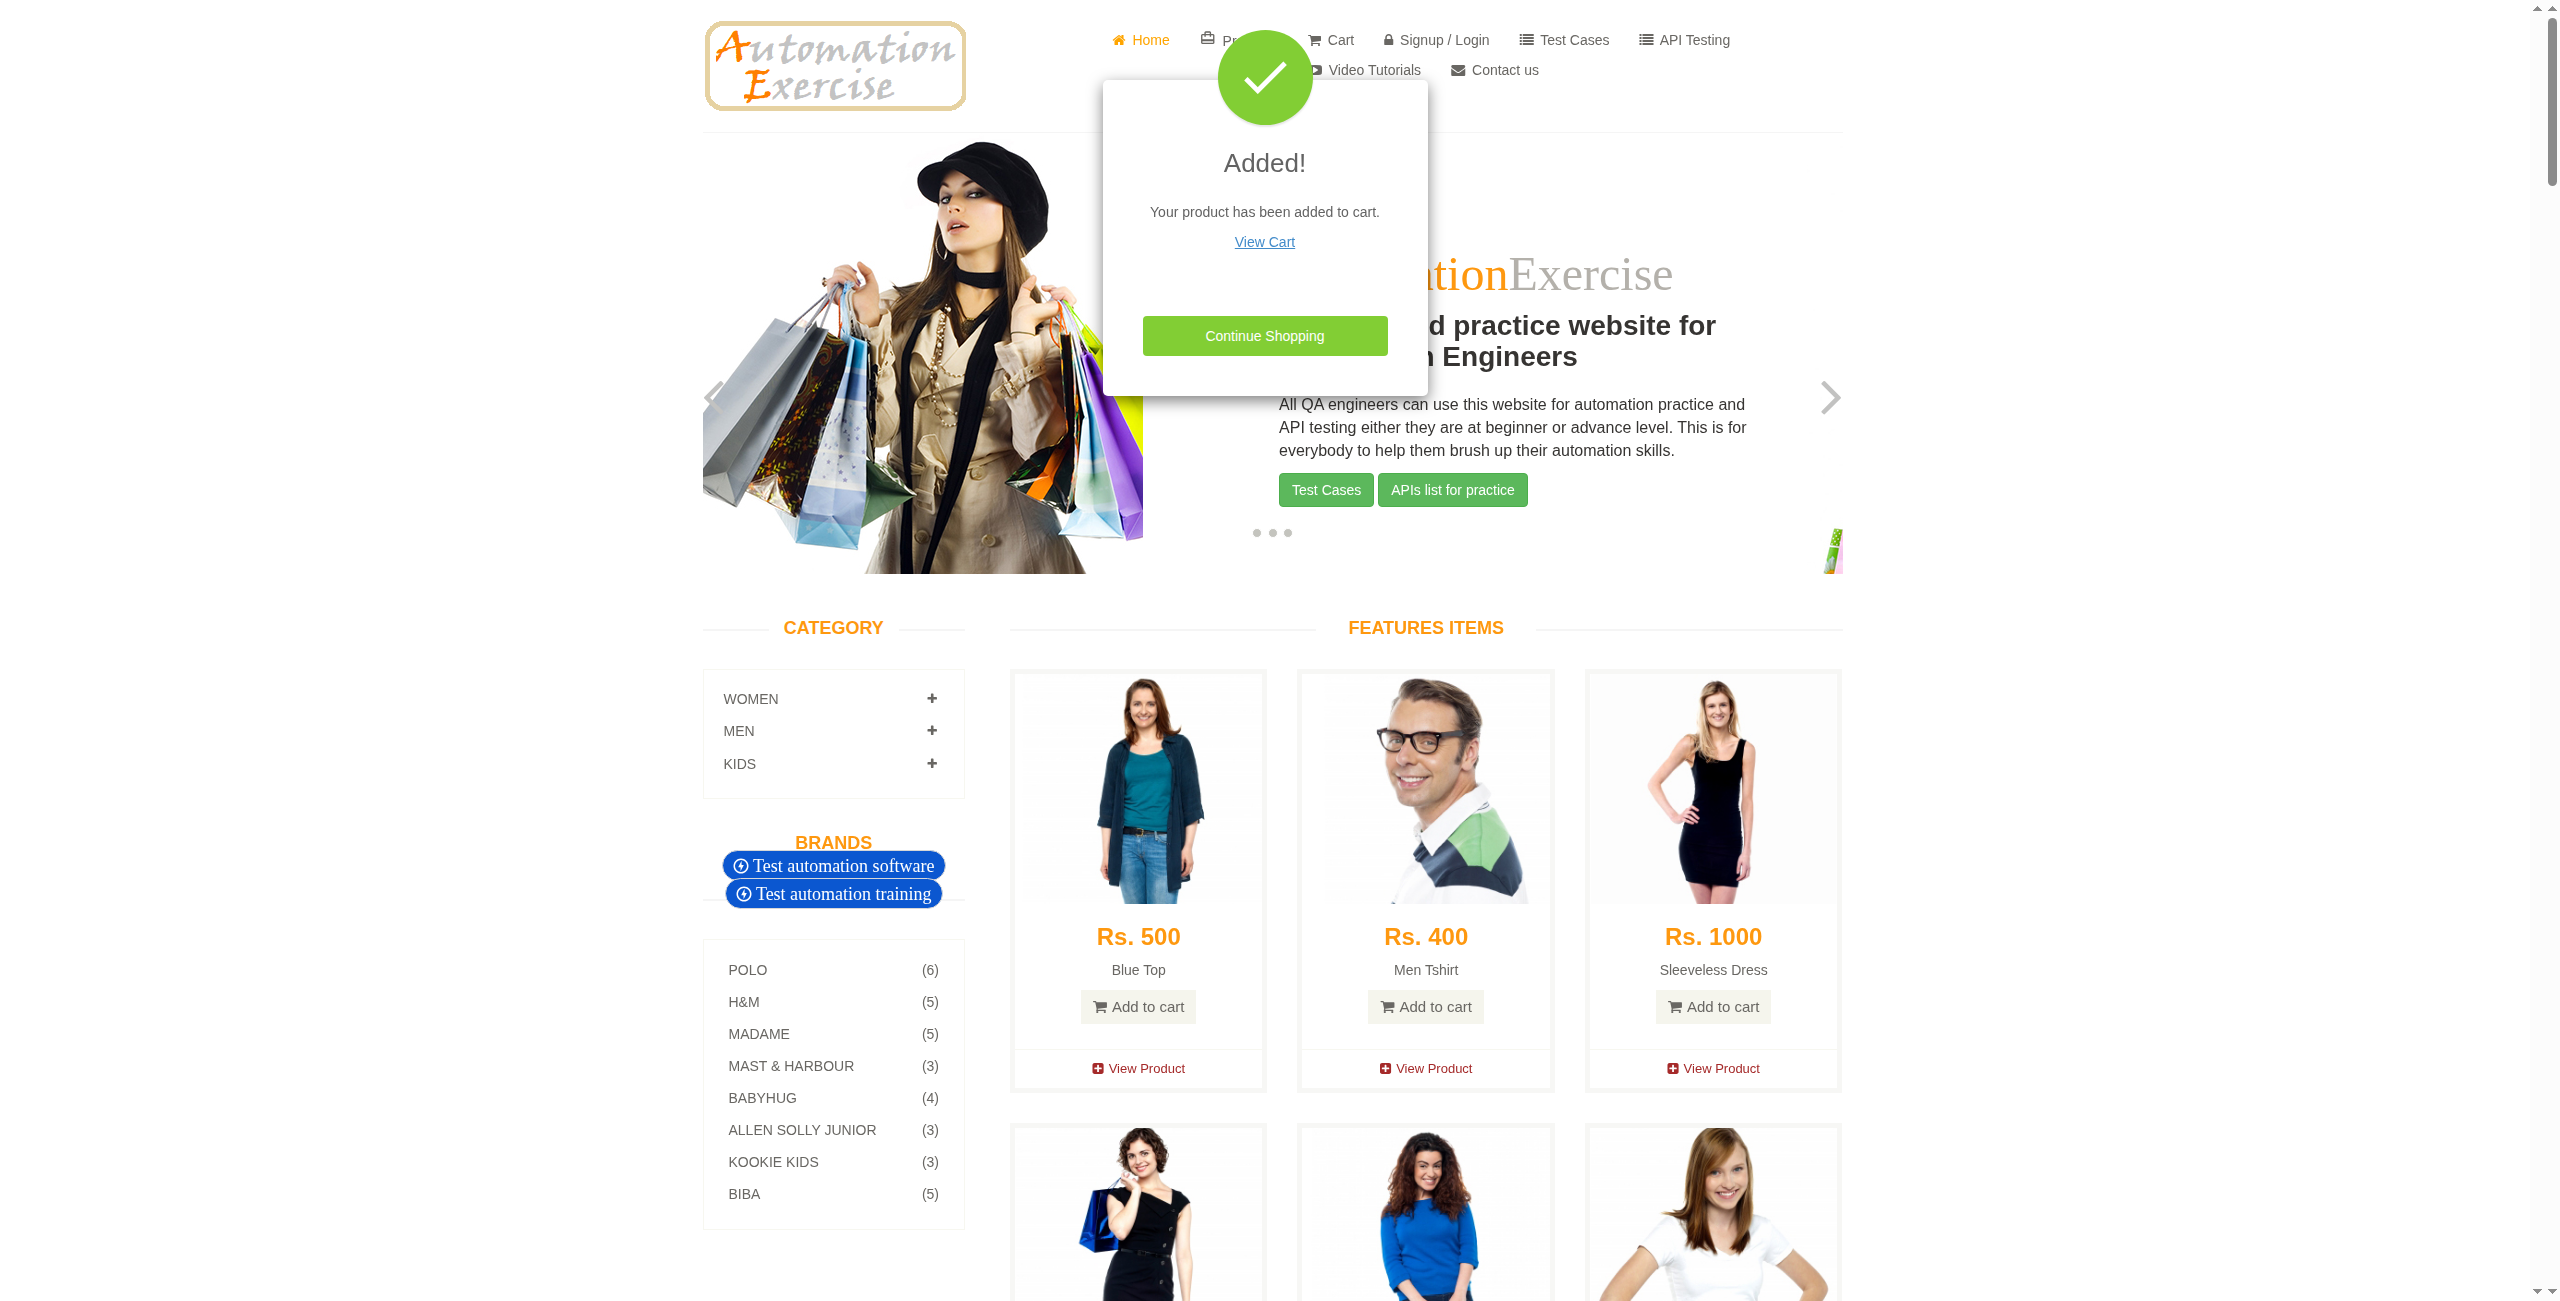 Automation
Exercise
Home
Cart
Signup / Login
Test Cases
API Testing
Video Tutorials
Contact us
Added!
Your product has been added to cart.
View Cart
Continue Shopping
tionExercise
d practice website for
Engineers
All QA engineers can use this website for automation practice and
API testing either they are at beginner or advance level. This is for
everybody to help them brush up their automation skills.
Test Cases
APIs list for practice
CATEGORY
WOMEN
MEN
KIDS
BRANDS
Test automation software
Test automation training
POLO (6)
H&M (5)
MADAME (5)
MAST & HARBOUR (3)
BABYHUG (4)
ALLEN SOLLY JUNIOR (3)
KOOKIE KIDS (3)
BIBA (5)
FEATURES ITEMS
Rs. 500
Blue Top
Add to cart
View Product
Rs. 400
Men Tshirt
Add to cart
View Product
Rs. 1000
Sleeveless Dress
Add to cart
View Product